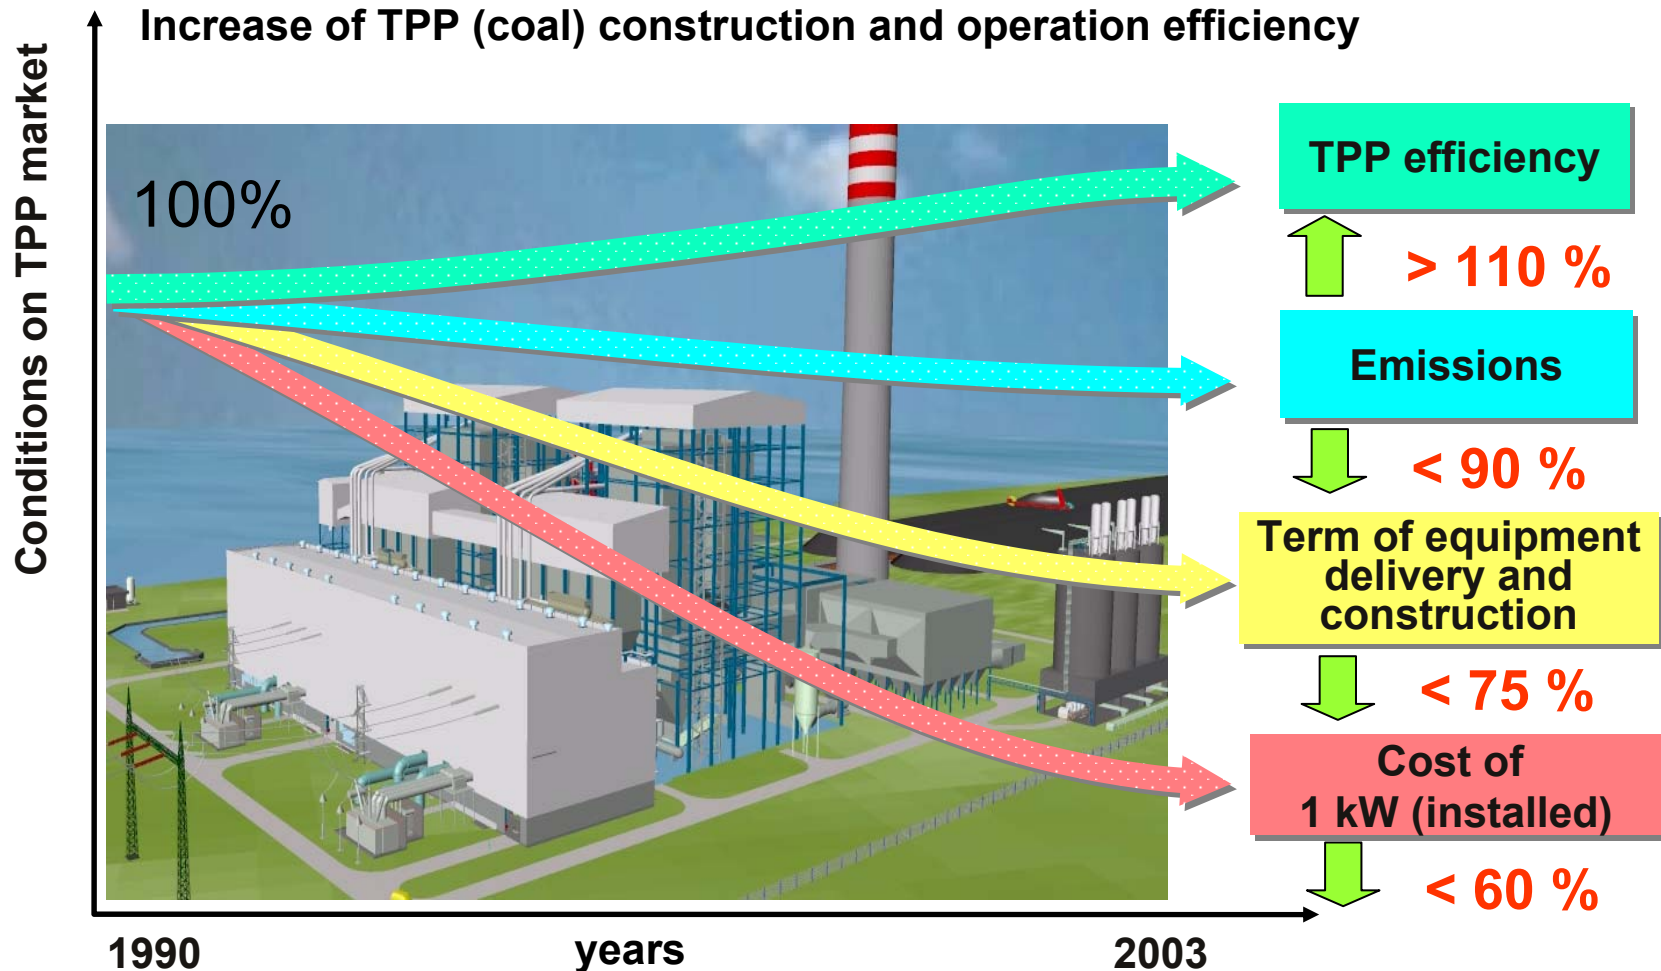 Increase of TPP (coal) construction and operation efficiency
Conditions on TPP market
100%
TPP efficiency
> 110 %
Emissions
< 90 %
Term of equipment
delivery and
construction
< 75 %
Cost of
1 kW (installed)
< 60 %
1990
years
2003